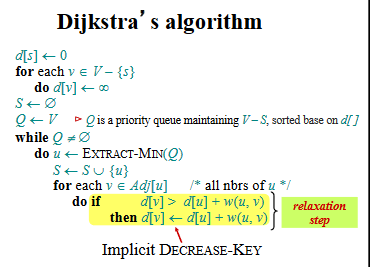 Dijkstra's algorithm
d[s] ← 0
for each v ∈ V – {s}
do d[v] ← ∞
S ← ∅
Q ← V ⊳ Q is a priority queue maintaining V – S, sorted base on d[ ]
while Q ≠ ∅
do u ← EXTRACT-MIN(Q)
S ← S ∪ {u}
for each v ∈ Adj[u] /* all nbrs of u */
do if d[v] > d[u] + w(u, v)
then d[v] ← d[u] + w(u, v)
relaxation
step
Implicit DECREASE-KEY